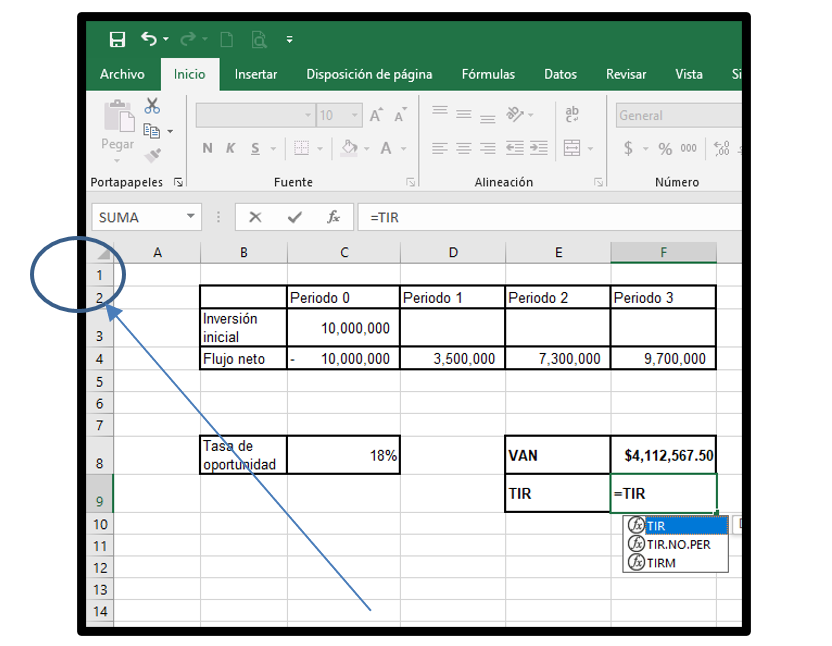 Archivo Inicio Insertar Disposición de página Fórmulas Datos Revisar Vista Si
Pegar 10 A A ab General
N K S A $ % 000
Portapapeles Fuente Alineación Número
SUMA fx =TIR
A B C D E F
1
2 Periodo 0 Periodo 1 Periodo 2 Periodo 3
Inversión
3 inicial 10,000,000
4 Flujo neto - 10,000,000 3,500,000 7,300,000 9,700,000
5
6
7
Tasa de
8 oportunidad 18% VAN $4,112,567.50
9 TIR =TIR
10 TIR
11 TIR.NO.PER
12 TIRM
13
14